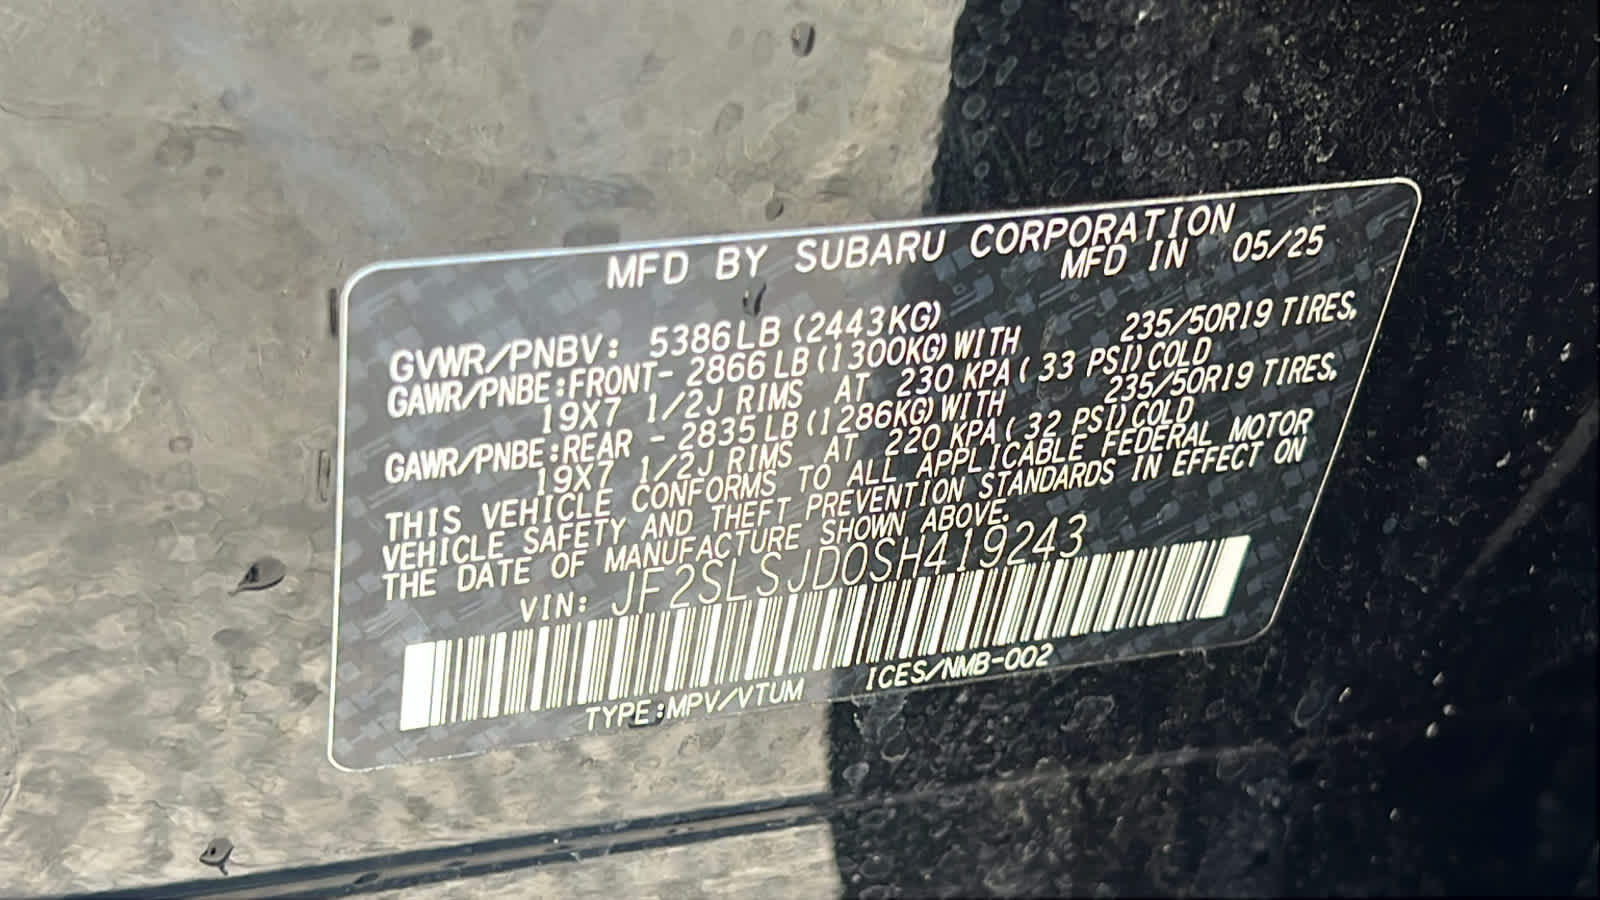 MFD BY SUBARU CORPORATION
MFD IN 05/25
GVWR/PNBV: 5386LB (2443KG)
GAWR/PNBE:FRONT- 2866LB(1300KG)WITH 235/50R19 TIRES,
19X7 1/2J RIMS AT 230 KPA( 33 PSI)COLD
GAWR/PNBE:REAR - 2835LB(1286KG)WITH 235/50R19 TIRES,
19X7 1/2J RIMS AT 220 KPA( 32 PSI)COLD
THIS VEHICLE CONFORMS TO ALL APPLICABLE FEDERAL MOTOR
VEHICLE SAFETY AND THEFT PREVENTION STANDARDS IN EFFECT ON
THE DATE OF MANUFACTURE SHOWN ABOVE.
VIN: JF2SLSJD0SH419243
TYPE:MPV/VTUM ICES/NMB-002